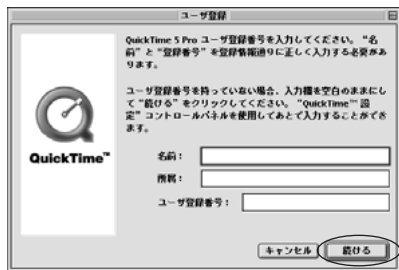 ユーザ登録
QuickTime 5 Pro ユーザ登録番号を入力してください。“名
前”と“登録番号”を登録情報通りに正しく入力する必要があ
ります。
ユーザ登録番号を持っていない場合、入力欄を空白のままにし
て“続ける”をクリックしてください。“QuickTime™ 設
定”コントロールパネルを使用してあとで入力することができ
ます。
QuickTime™
名前：
所属：
ユーザ登録番号：
キャンセル
続ける